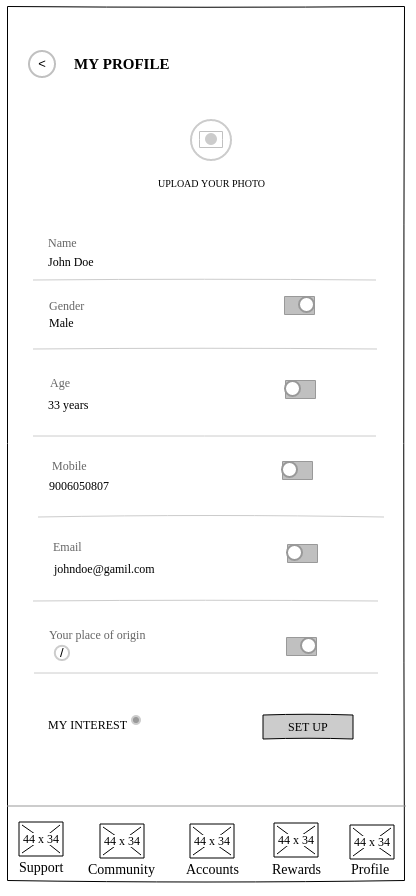 < MY PROFILE
UPLOAD YOUR PHOTO
Name
John Doe
Gender
Male
Age
33 years
Mobile
9006050807
Email
johndoe@gamil.com
Your place of origin
/
MY INTEREST SET UP
44 x 34 44 x 34 44 x 34 44 x 34 44 x 34
Support Community Accounts Rewards Profile